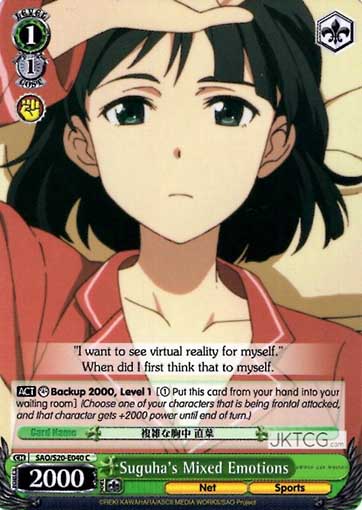 LEVEL
1
1
COST
"I want to see virtual reality for myself."
When did I first think that to myself.
ACT Backup 2000, Level 1 [① Put this card from your hand into your
waiting room] (Choose one of your characters that is being frontal attacked,
and that character gets +2000 power until end of turn.)
Card Name
複雑な胸中 直葉
JKTCG.com
CH SAO/S20-E040 C
2000
Suguha's Mixed Emotions
Net
Sports
©REKI KAWAHARA/ASCII MEDIA WORKS/SAO Project